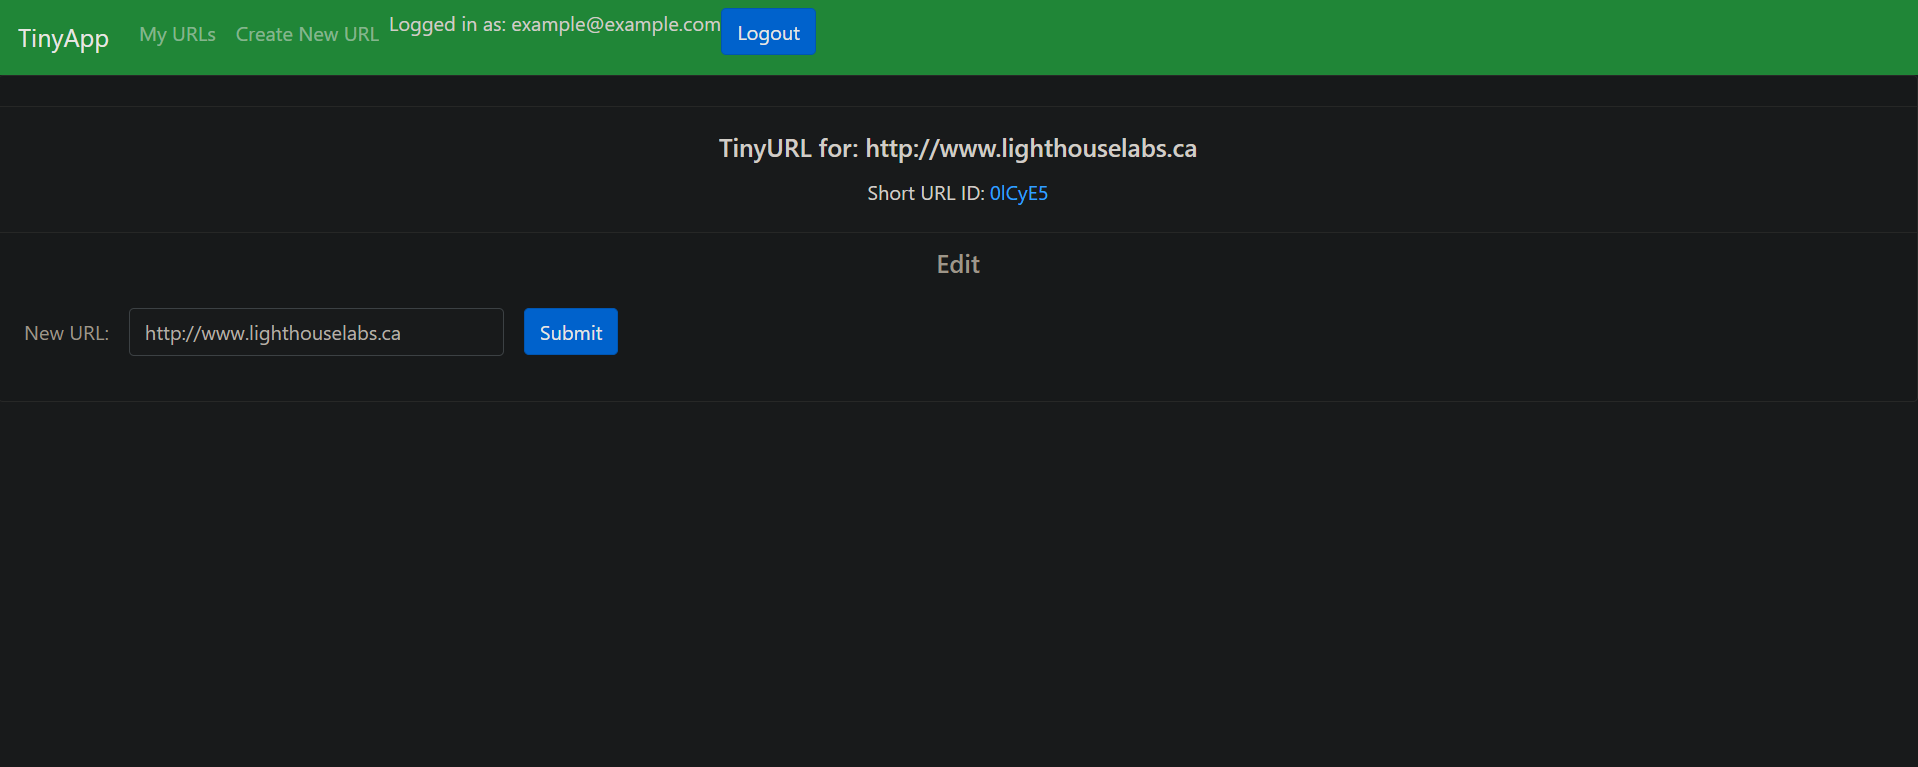 TinyApp My URLs Create New URL Logged in as: example@example.com Logout
TinyURL for: http://www.lighthouselabs.ca
Short URL ID: 0lCyE5
Edit
New URL: http://www.lighthouselabs.ca Submit